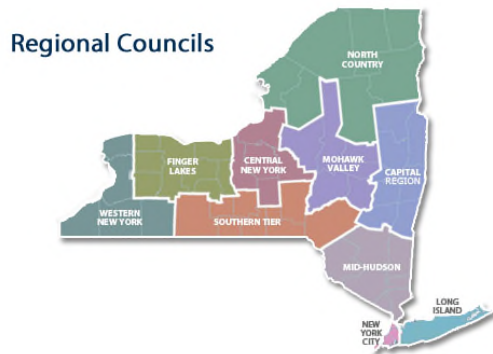 Regional Councils
NORTH
COUNTRY
FINGER
LAKES
CENTRAL
NEW YORK
MOHAWK
VALLEY
CAPITAL
REGION
WESTERN
NEW YORK
SOUTHERN TIER
MID-HUDSON
LONG
ISLAND
NEW
YORK
CITY